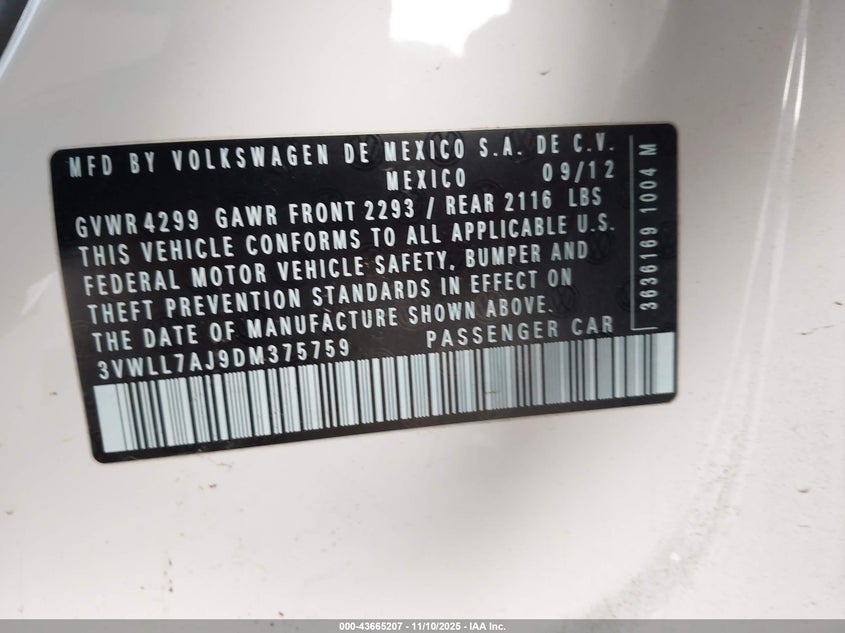 MFD BY VOLKSWAGEN DE MEXICO S.A. DE C.V.
MEXICO 09/12
GVWR 4299 GAWR FRONT 2293 / REAR 2116 LBS
THIS VEHICLE CONFORMS TO ALL APPLICABLE U.S.
FEDERAL MOTOR VEHICLE SAFETY, BUMPER AND
THEFT PREVENTION STANDARDS IN EFFECT ON
THE DATE OF MANUFACTURE SHOWN ABOVE.
3VWLL7AJ9DM375759 PASSENGER CAR
3636169 1004 M
000-43665207 - 11/10/2025 - IAA Inc.